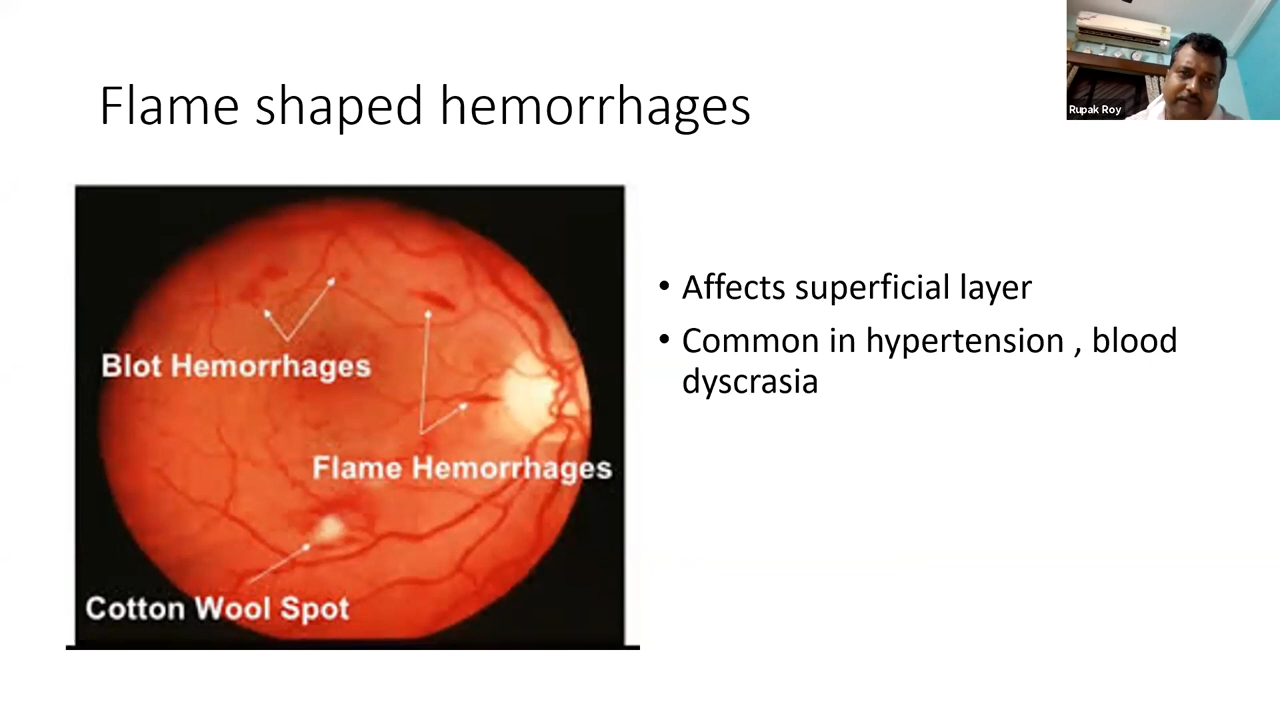 Flame shaped hemorrhages
Rupak Roy
Blot Hemorrhages
Flame Hemorrhages
Cotton Wool Spot
• Affects superficial layer
• Common in hypertension , blood
dyscrasia